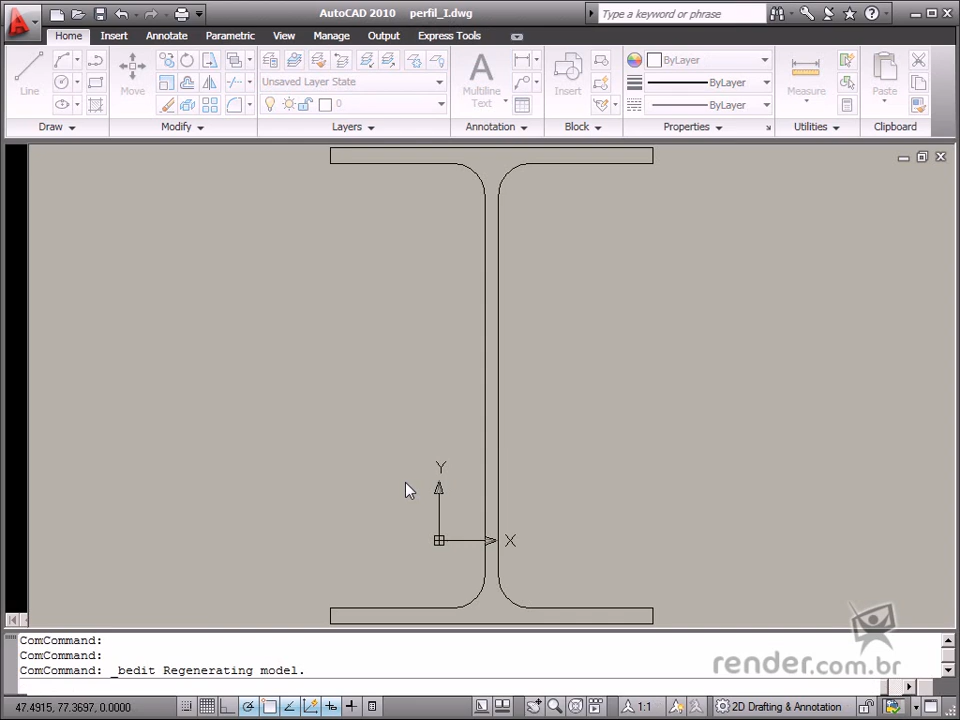 AutoCAD 2010 perfil_I.dwg
Type a keyword or phrase
Home Insert Annotate Parametric View Manage Output Express Tools
Line
Move
Unsaved Layer State
0
Multiline
Text
Insert
ByLayer
ByLayer
ByLayer
Measure
Paste
Draw Modify Layers Annotation Block Properties Utilities Clipboard
Y
X
ComCommand:
ComCommand:
ComCommand: _bedit Regenerating model.
render.com.br
47.4915, 77.3697, 0.0000
1:1
2D Drafting & Annotation